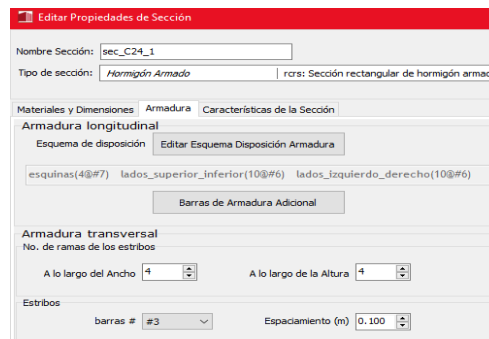 Editar Propiedades de Sección
Nombre Sección: sec_C24_1
Tipo de sección: Hormigón Armado rcrs: Sección rectangular de hormigón armad
Materiales y Dimensiones Armadura Características de la Sección
Armadura longitudinal
Esquema de disposición Editar Esquema Disposición Armadura
esquinas(4@#7) lados_superior_inferior(10@#6) lados_izquierdo_derecho(10@#6)
Barras de Armadura Adicional
Armadura transversal
No. de ramas de los estribos
A lo largo del Ancho 4 A lo largo de la Altura 4
Estribos
barras # #3 Espaciamiento (m) 0.100